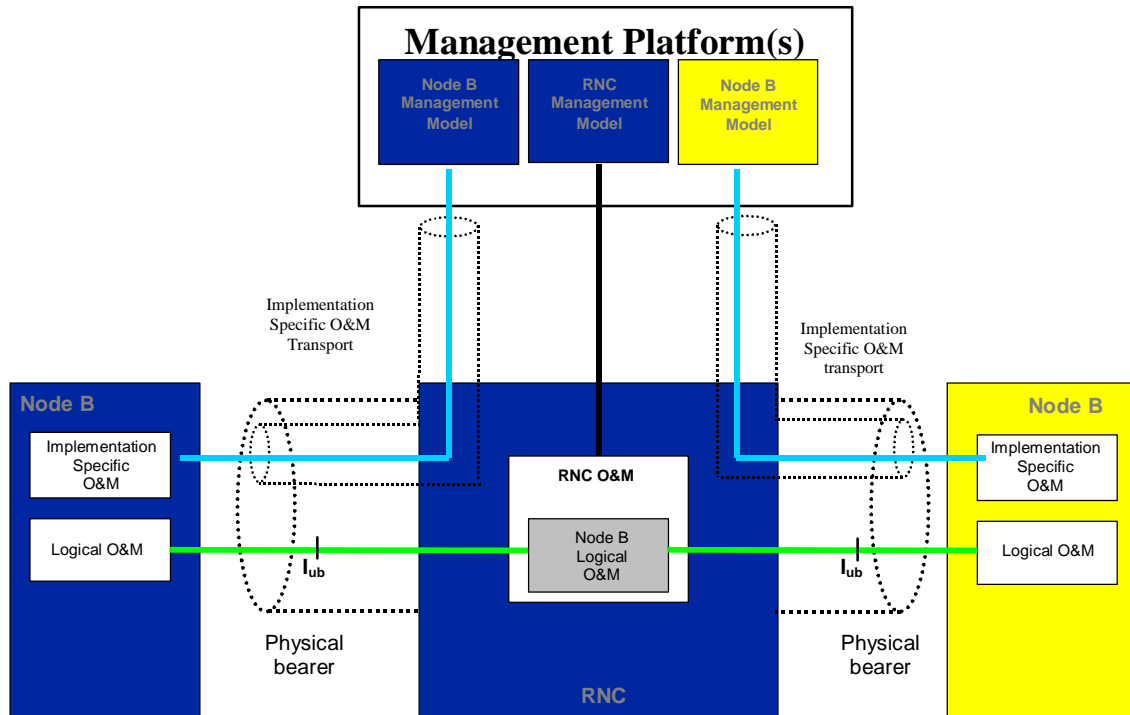 Management Platform(s)
Node B
Management
Model
RNC
Management
Model
Node B
Management
Model
Implementation
Specific O&M
Transport
Implementation
Specific O&M
transport
Node B
Implementation
Specific
O&M
Logical O&M
Iub
Physical
bearer
RNC O&M
Node B
Logical
O&M
RNC
Iub
Physical
bearer
Node B
Implementation
Specific
O&M
Logical O&M